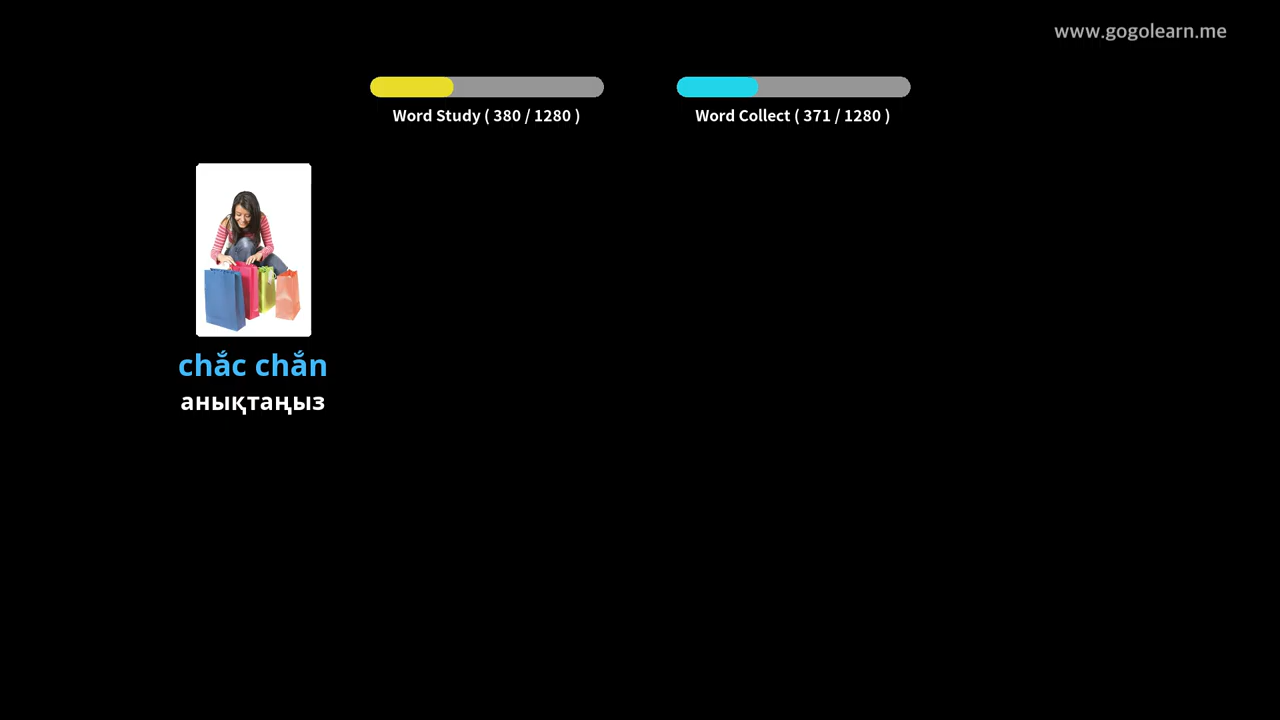 www.gogolearn.me
Word Study ( 380 / 1280 )
Word Collect ( 371 / 1280 )
chắc chắn
анықтаңыз